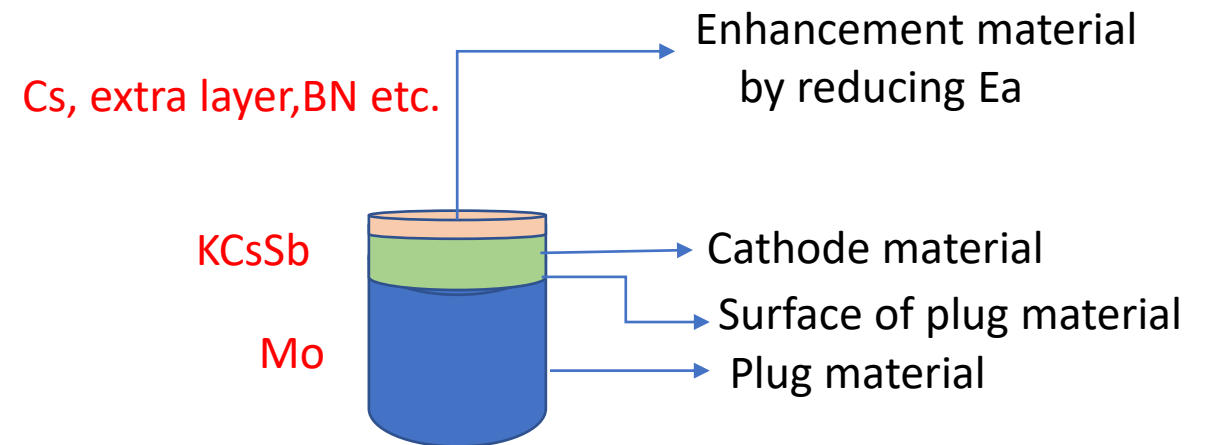 Enhancement material
by reducing Ea
Cs, extra layer,BN etc.
KCsSb
Cathode material
Surface of plug material
Mo
Plug material